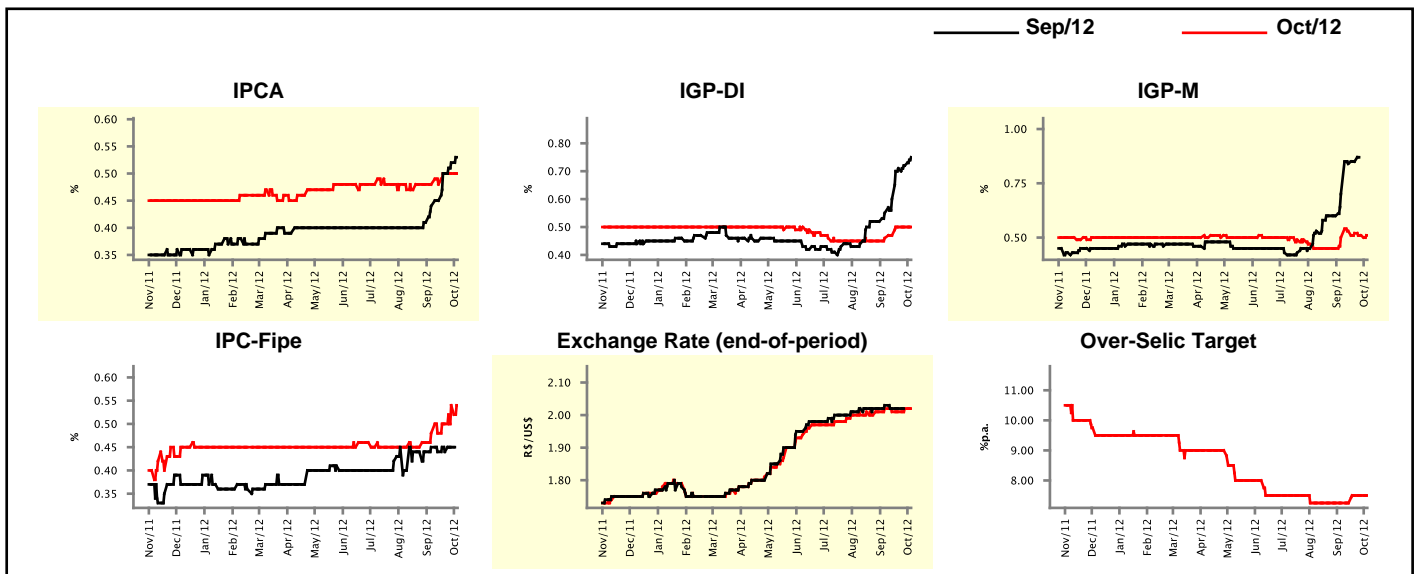 Sep/12 Oct/12
IPCA
0.60
0.55
0.50
0.45
0.40
0.35
%
Nov/11 Dec/11 Jan/12 Feb/12 Mar/12 Apr/12 May/12 Jun/12 Jul/12 Aug/12 Sep/12 Oct/12
IGP-DI
0.80
0.70
0.60
0.50
0.40
%
Nov/11 Dec/11 Jan/12 Feb/12 Mar/12 Apr/12 May/12 Jun/12 Jul/12 Aug/12 Sep/12 Oct/12
IGP-M
1.00
0.75
0.50
%
Nov/11 Dec/11 Jan/12 Feb/12 Mar/12 Apr/12 May/12 Jun/12 Jul/12 Aug/12 Sep/12 Oct/12
IPC-Fipe
0.60
0.55
0.50
0.45
0.40
0.35
%
Nov/11 Dec/11 Jan/12 Feb/12 Mar/12 Apr/12 May/12 Jun/12 Jul/12 Aug/12 Sep/12 Oct/12
Exchange Rate (end-of-period)
2.10
2.00
1.90
1.80
R$/US$
Nov/11 Dec/11 Jan/12 Feb/12 Mar/12 Apr/12 May/12 Jun/12 Jul/12 Aug/12 Sep/12 Oct/12
Over-Selic Target
11.00
10.00
9.00
8.00
%p.a.
Nov/11 Dec/11 Jan/12 Feb/12 Mar/12 Apr/12 May/12 Jun/12 Jul/12 Aug/12 Sep/12 Oct/12